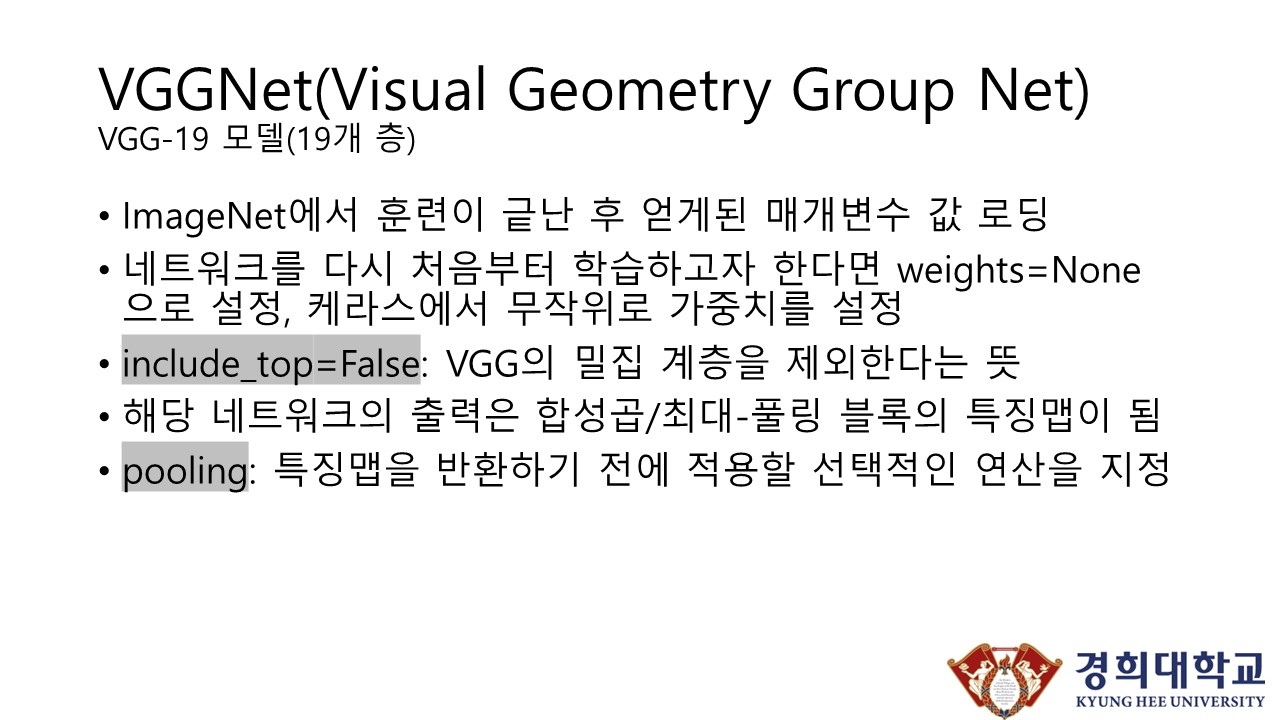 VGGNet(Visual Geometry Group Net)
VGG-19 모델(19개 층)
• ImageNet에서 훈련이 긑난 후 얻게된 매개변수 값 로딩
• 네트워크를 다시 처음부터 학습하고자 한다면 weights=None
으로 설정, 케라스에서 무작위로 가중치를 설정
• include_top=False: VGG의 밀집 계층을 제외한다는 뜻
• 해당 네트워크의 출력은 합성곱/최대-풀링 블록의 특징맵이 됨
• pooling: 특징맵을 반환하기 전에 적용할 선택적인 연산을 지정
경희대학교
KYUNG HEE UNIVERSITY